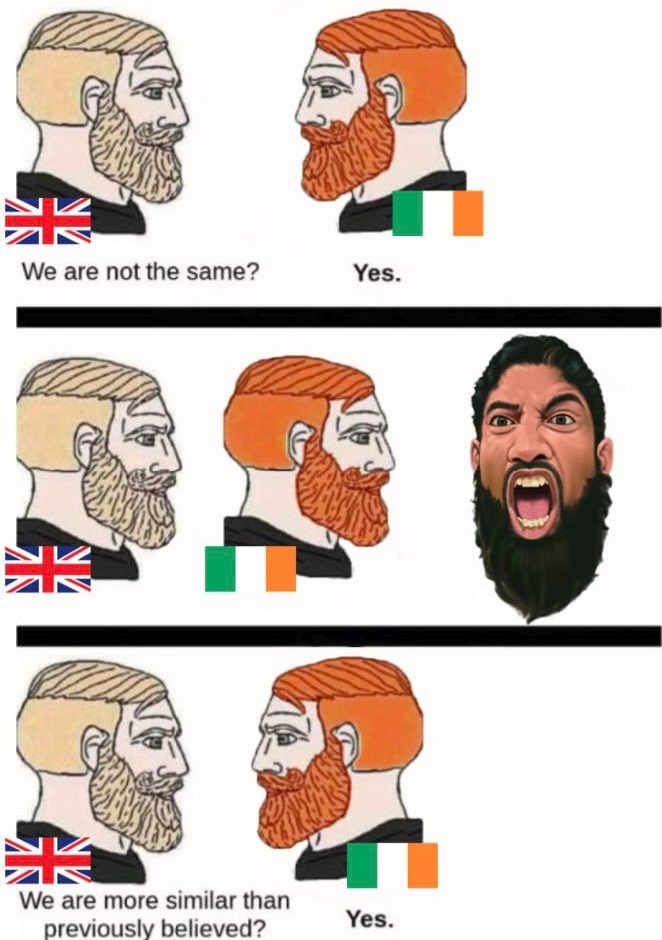 We are not the same?
Yes.
We are more similar than
previously believed?
Yes.